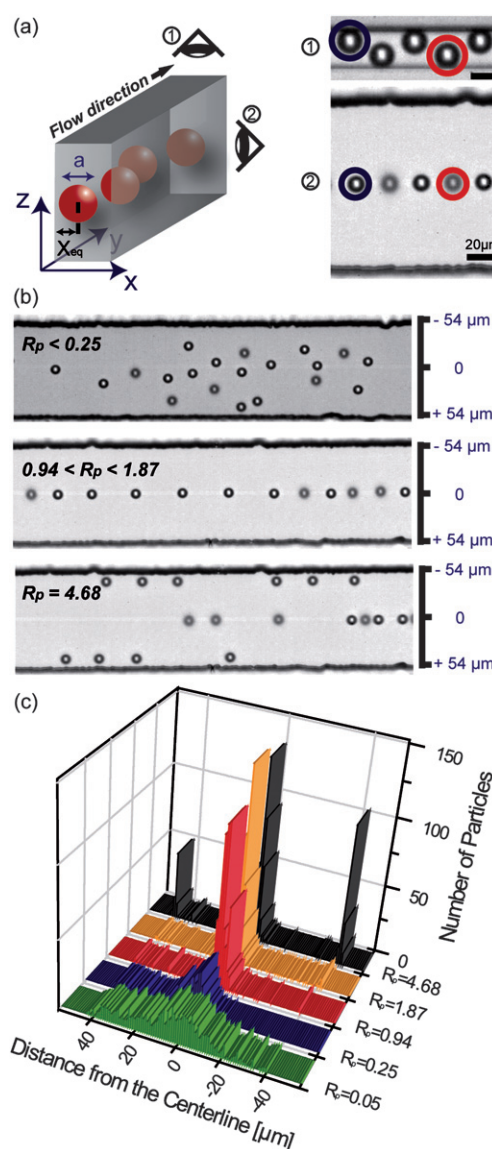 (a)
①
Flow direction
②
a
z
X_eq
y
x
①
②
20μm
(b)
R_p < 0.25
- 54 μm
0
+ 54 μm
0.94 < R_p < 1.87
- 54 μm
0
+ 54 μm
R_p = 4.68
- 54 μm
0
+ 54 μm
(c)
150
100
50
0
Number of Particles
R_p=4.68
R_p=1.87
R_p=0.94
R_p=0.25
R_p=0.05
40
20
0
-20
-40
Distance from the Centerline [μm]